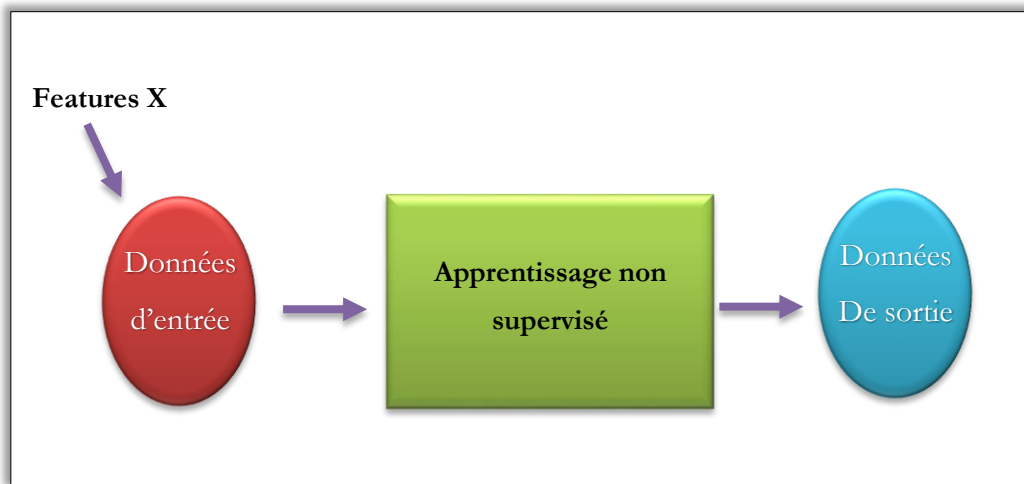 Features X
Données
d’entrée
Apprentissage non
supervisé
Données
De sortie